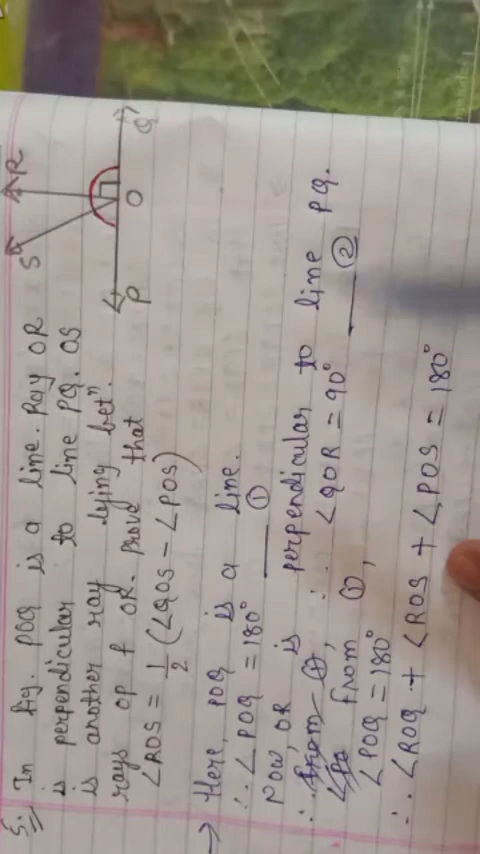 5. In fig. POQ is a line. Ray OR
is perpendicular to line PQ. OS
is another ray lying betⁿ
rays OP & OR. Prove that
∠ROS = 1/2 (∠QOS - ∠POS)
S
R
P
O
Q
→ Here, POQ is a line.
∴ ∠POQ = 180° ___ ①
Now, OR is perpendicular to line PQ.
∴ ∠QOR = 90° ___ ②
from ①,
∠POQ = 180°
∴ ∠ROQ + ∠ROS + ∠POS = 180°